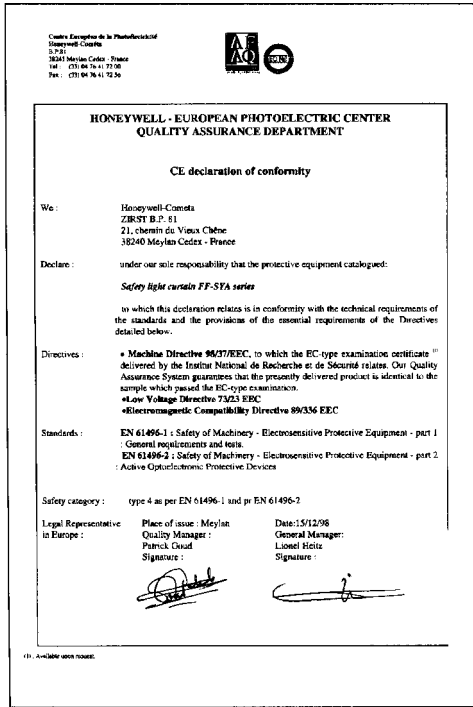 Centre Européen de la Photoélectricité
Honeywell-Cométa
B.P.81
38241 Meylan Cedex - France
Tel : (33) 04 76 41 72 00
Fax : (33) 04 76 41 72 56
AFAQ
HONEYWELL - EUROPEAN PHOTOELECTRIC CENTER
QUALITY ASSURANCE DEPARTMENT
CE declaration of conformity
We : Honeywell-Cometa
ZIRST B.P. 81
21, chemin du Vieux Chêne
38240 Meylan Cedex - France
Declare : under our sole responsability that the protective equipment catalogued:
Safety light curtain FF-SYA series
to which this declaration relates is in conformity with the technical requirements of
the standards and the provisions of the essential requirements of the Directives
detailed below.
Directives : • Machine Directive 98/37/EEC, to which the EC-type examination certificate (1)
delivered by the Institut National de Recherche et de Sécurité relates. Our Quality
Assurance System guarantees that the presently delivered product is identical to the
sample which passed the EC-type examination.
•Low Voltage Directive 73/23 EEC
•Electromagnetic Compatibility Directive 89/336 EEC
Standards : EN 61496-1 : Safety of Machinery - Electrosensitive Protective Equipment - part 1
: General requirements and tests.
EN 61496-2 : Safety of Machinery - Electrosensitive Protective Equipment - part 2
: Active Optoelectronic Protective Devices
Safety category : type 4 as per EN 61496-1 and pr EN 61496-2
Legal Representative Place of issue : Meylan Date:15/12/98
in Europe : Quality Manager : General Manager:
Patrick Goud Lionel Heitz
Signature : Signature :
(1) : Available upon request.